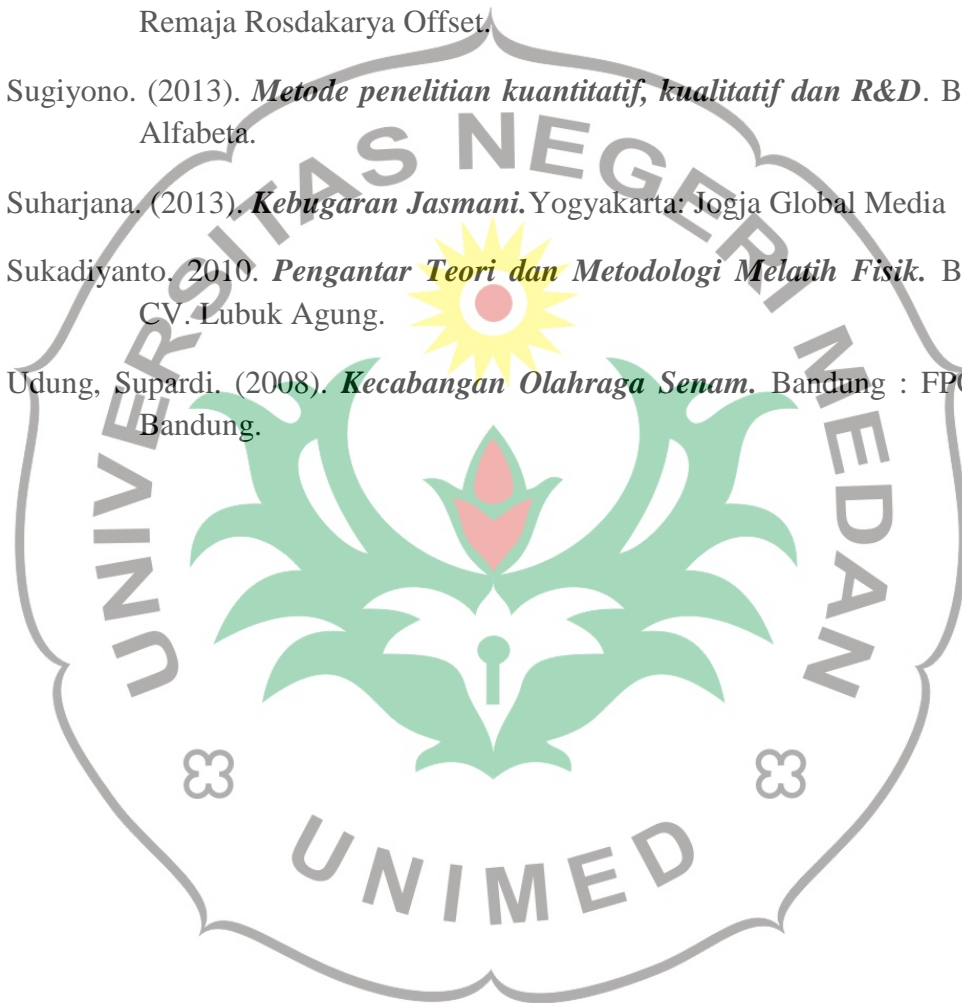 Remaja Rosdakarya Offset.
Sugiyono. (2013). Metode penelitian kuantitatif, kualitatif dan R&D. B
Alfabeta.
Suharjana. (2013). Kebugaran Jasmani.Yogyakarta: Jogja Global Media
Sukadiyanto. 2010. Pengantar Teori dan Metodologi Melatih Fisik. B
CV. Lubuk Agung.
Udung, Supardi. (2008). Kecabangan Olahraga Senam. Bandung : FP
Bandung.
UNIVERSITAS NEGERI MEDAN
UNIMED